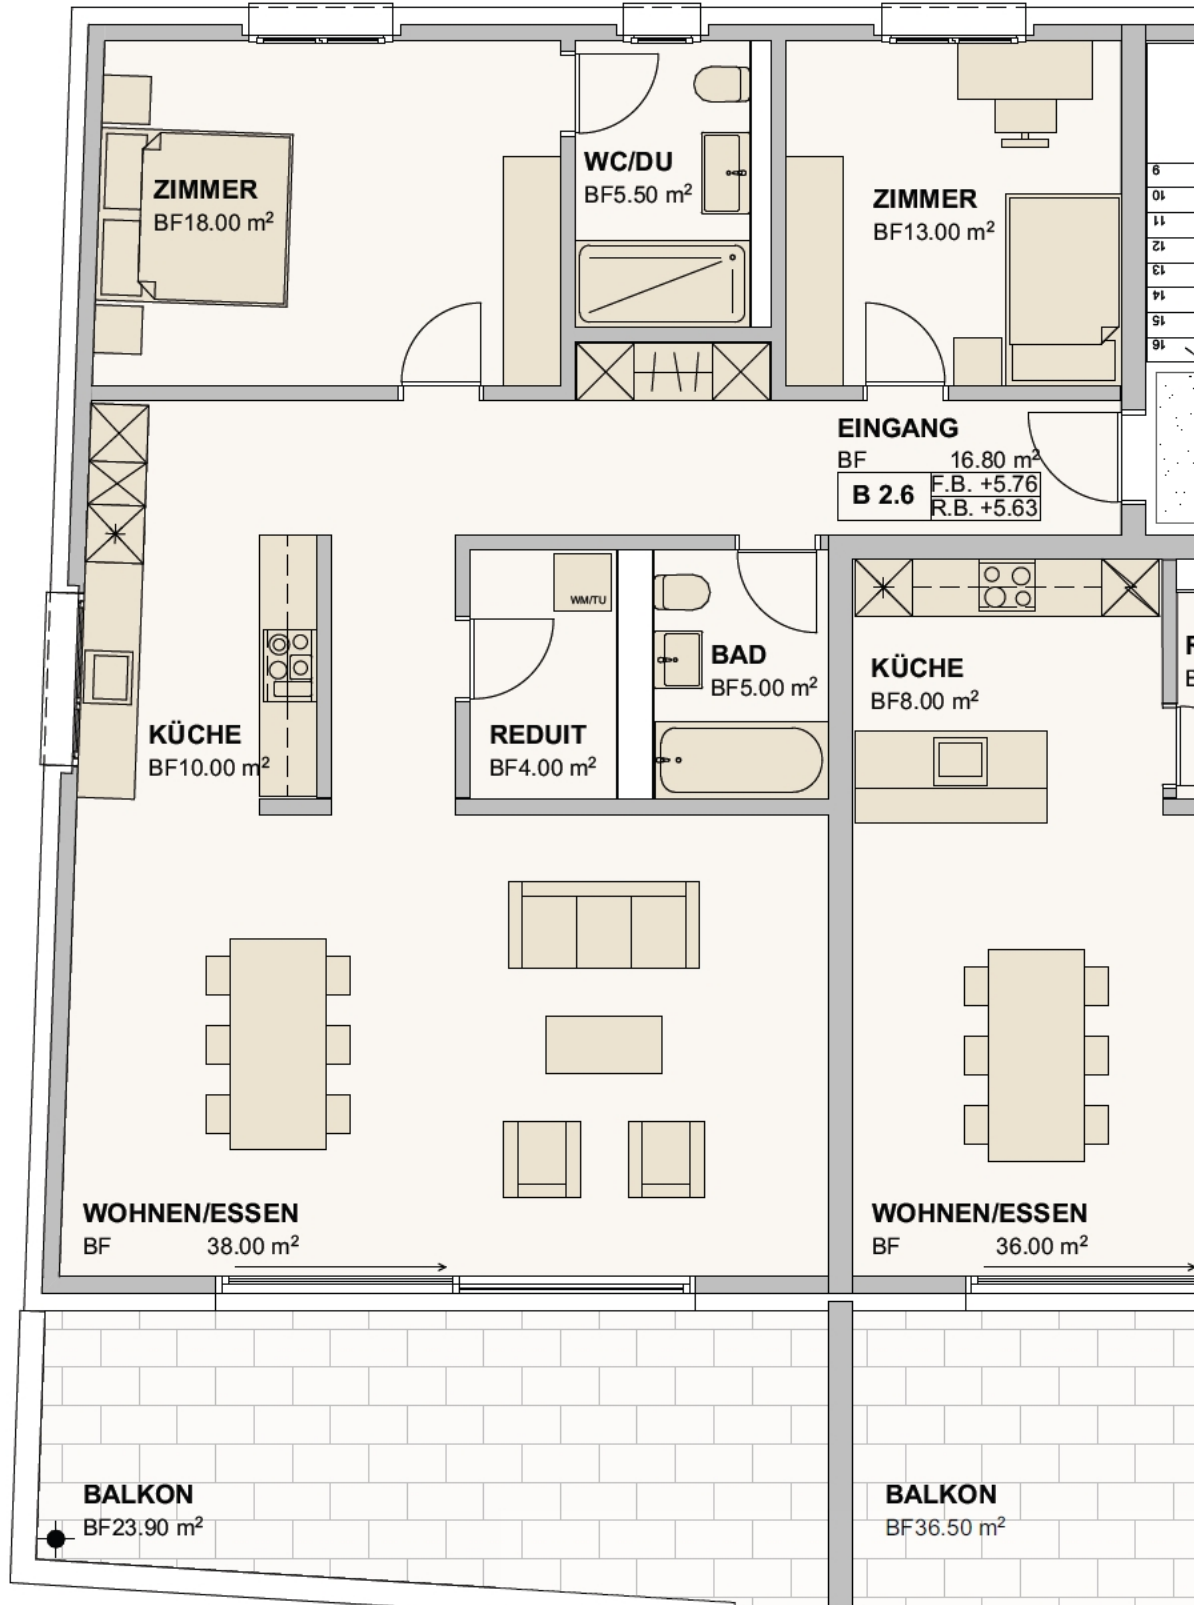 ZIMMER
BF18.00 m²
WC/DU
BF5.50 m²
ZIMMER
BF13.00 m²
9
10
11
12
13
14
15
16
EINGANG
BF 16.80 m²
B 2.6
F.B. +5.76
R.B. +5.63
WM/TU
KÜCHE
BF10.00 m²
REDUIT
BF4.00 m²
BAD
BF5.00 m²
KÜCHE
BF8.00 m²
WOHNEN/ESSEN
BF 38.00 m²
WOHNEN/ESSEN
BF 36.00 m²
BALKON
BF23.90 m²
BALKON
BF36.50 m²